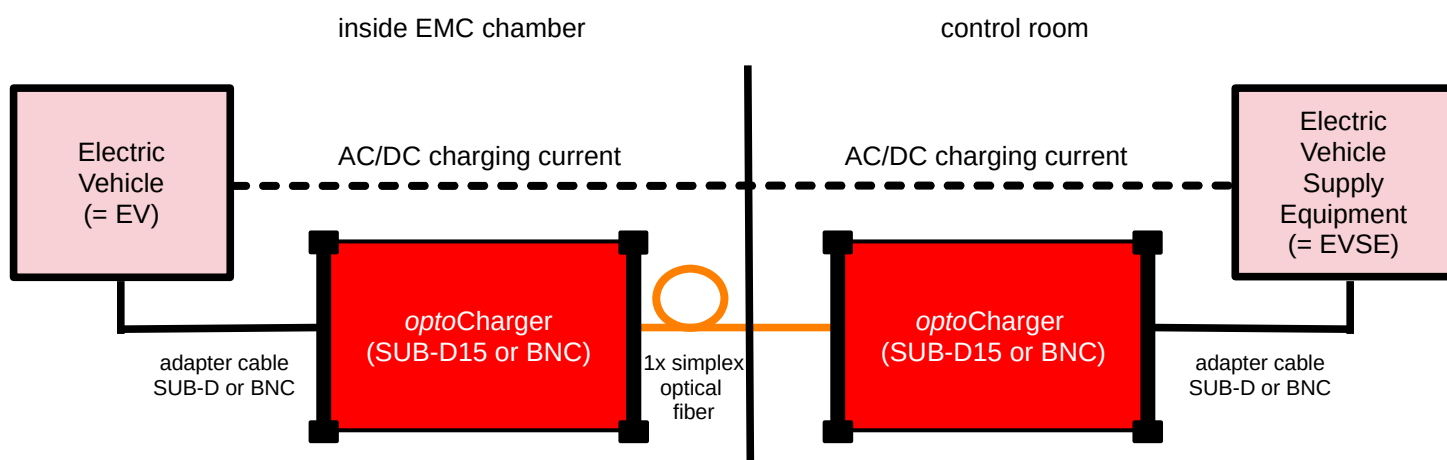 inside EMC chamber
control room
Electric
Vehicle
(= EV)
AC/DC charging current
AC/DC charging current
Electric
Vehicle
Supply
Equipment
(= EVSE)
optoCharger
(SUB-D15 or BNC)
optoCharger
(SUB-D15 or BNC)
adapter cable
SUB-D or BNC
1x simplex
optical
fiber
adapter cable
SUB-D or BNC